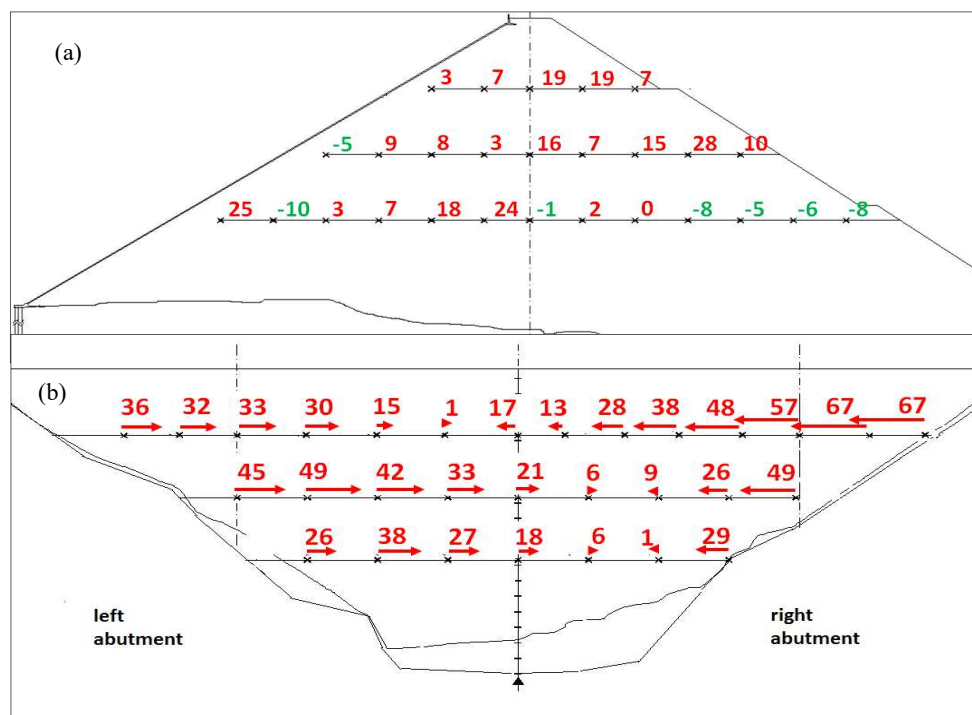 (a)
3 7 19 19 7
-5 9 8 3 16 7 15 28 10
25 -10 3 7 18 24 -1 2 0 -8 -5 -6 -8
(b)
36 32 33 30 15 1 17 13 28 38 48 57 67 67
45 49 42 33 21 6 9 26 49
26 38 27 18 6 1 29
left
abutment
right
abutment